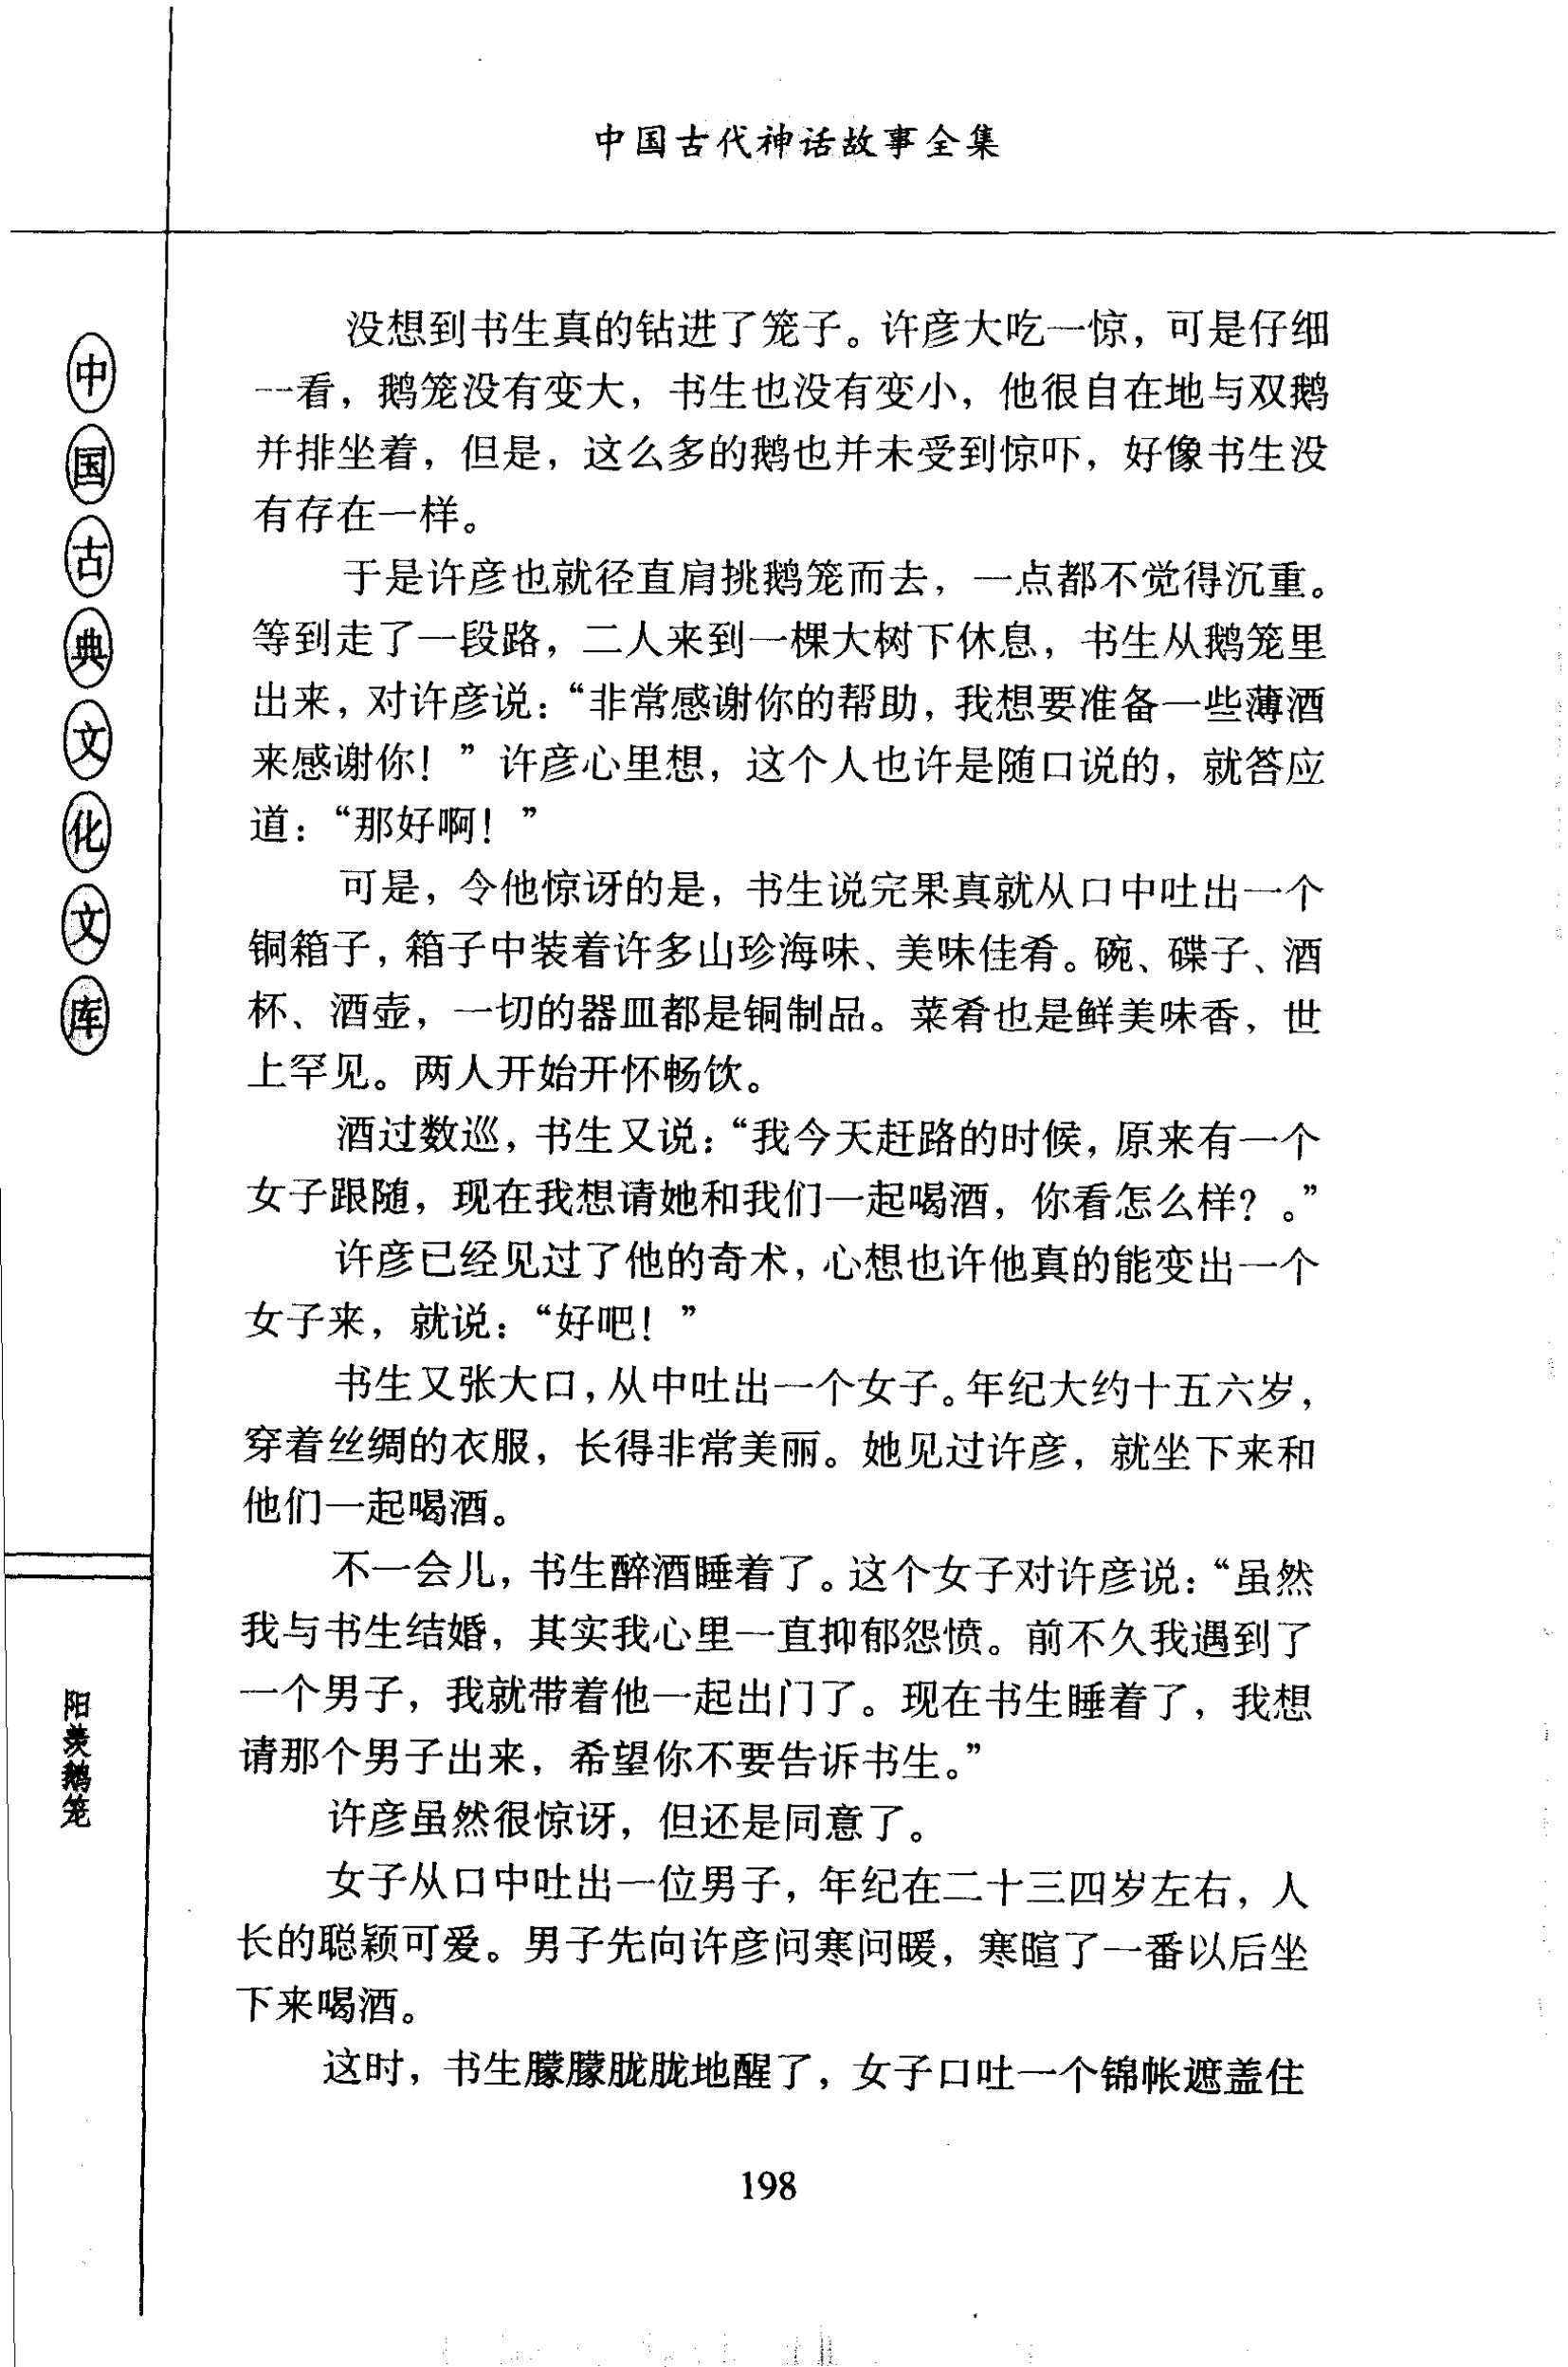 中国古代神话故事全集
中国古典文化文库
阳羡鹅笼
没想到书生真的钻进了笼子。许彦大吃一惊，可是仔细
一看，鹅笼没有变大，书生也没有变小，他很自在地与双鹅
并排坐着，但是，这么多的鹅也并未受到惊吓，好像书生没
有存在一样。
于是许彦也就径直肩挑鹅笼而去，一点都不觉得沉重。
等到走了一段路，二人来到一棵大树下休息，书生从鹅笼里
出来，对许彦说：“非常感谢你的帮助，我想要准备一些薄酒
来感谢你！”许彦心里想，这个人也许是随口说的，就答应
道：“那好啊！”
可是，令他惊讶的是，书生说完果真就从口中吐出一个
铜箱子，箱子中装着许多山珍海味、美味佳肴。碗、碟子、酒
杯、酒壶，一切的器皿都是铜制品。菜肴也是鲜美味香，世
上罕见。两人开始开怀畅饮。
酒过数巡，书生又说：“我今天赶路的时候，原来有一个
女子跟随，现在我想请她和我们一起喝酒，你看怎么样？。”
许彦已经见过了他的奇术，心想也许他真的能变出一个
女子来，就说：“好吧！”
书生又张大口，从中吐出一个女子。年纪大约十五六岁，
穿着丝绸的衣服，长得非常美丽。她见过许彦，就坐下来和
他们一起喝酒。
不一会儿，书生醉酒睡着了。这个女子对许彦说：“虽然
我与书生结婚，其实我心里一直抑郁怨愤。前不久我遇到了
一个男子，我就带着他一起出门了。现在书生睡着了，我想
请那个男子出来，希望你不要告诉书生。”
许彦虽然很惊讶，但还是同意了。
女子从口中吐出一位男子，年纪在二十三四岁左右，人
长的聪颖可爱。男子先向许彦问寒问暖，寒暄了一番以后坐
下来喝酒。
这时，书生朦朦胧胧地醒了，女子口吐一个锦帐遮盖住
198